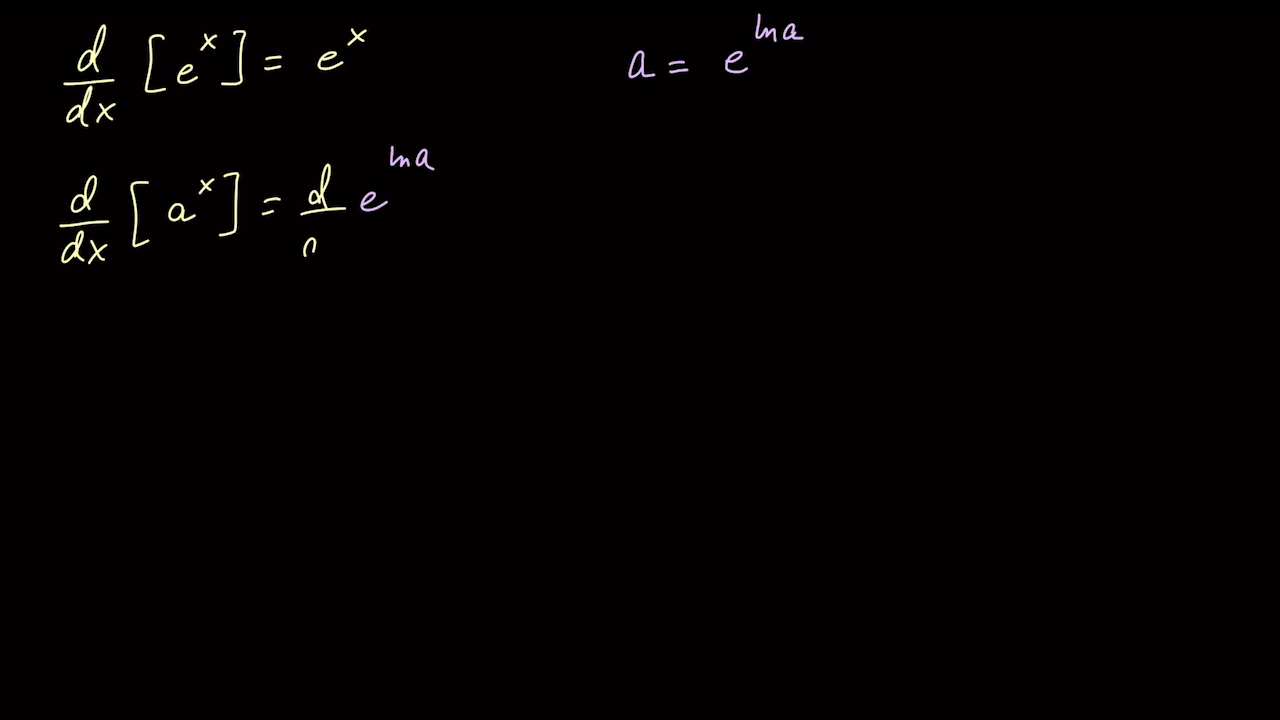 d/dx [e^x] = e^x
a = e^ln a
d/dx [a^x] = d/ e^ln a